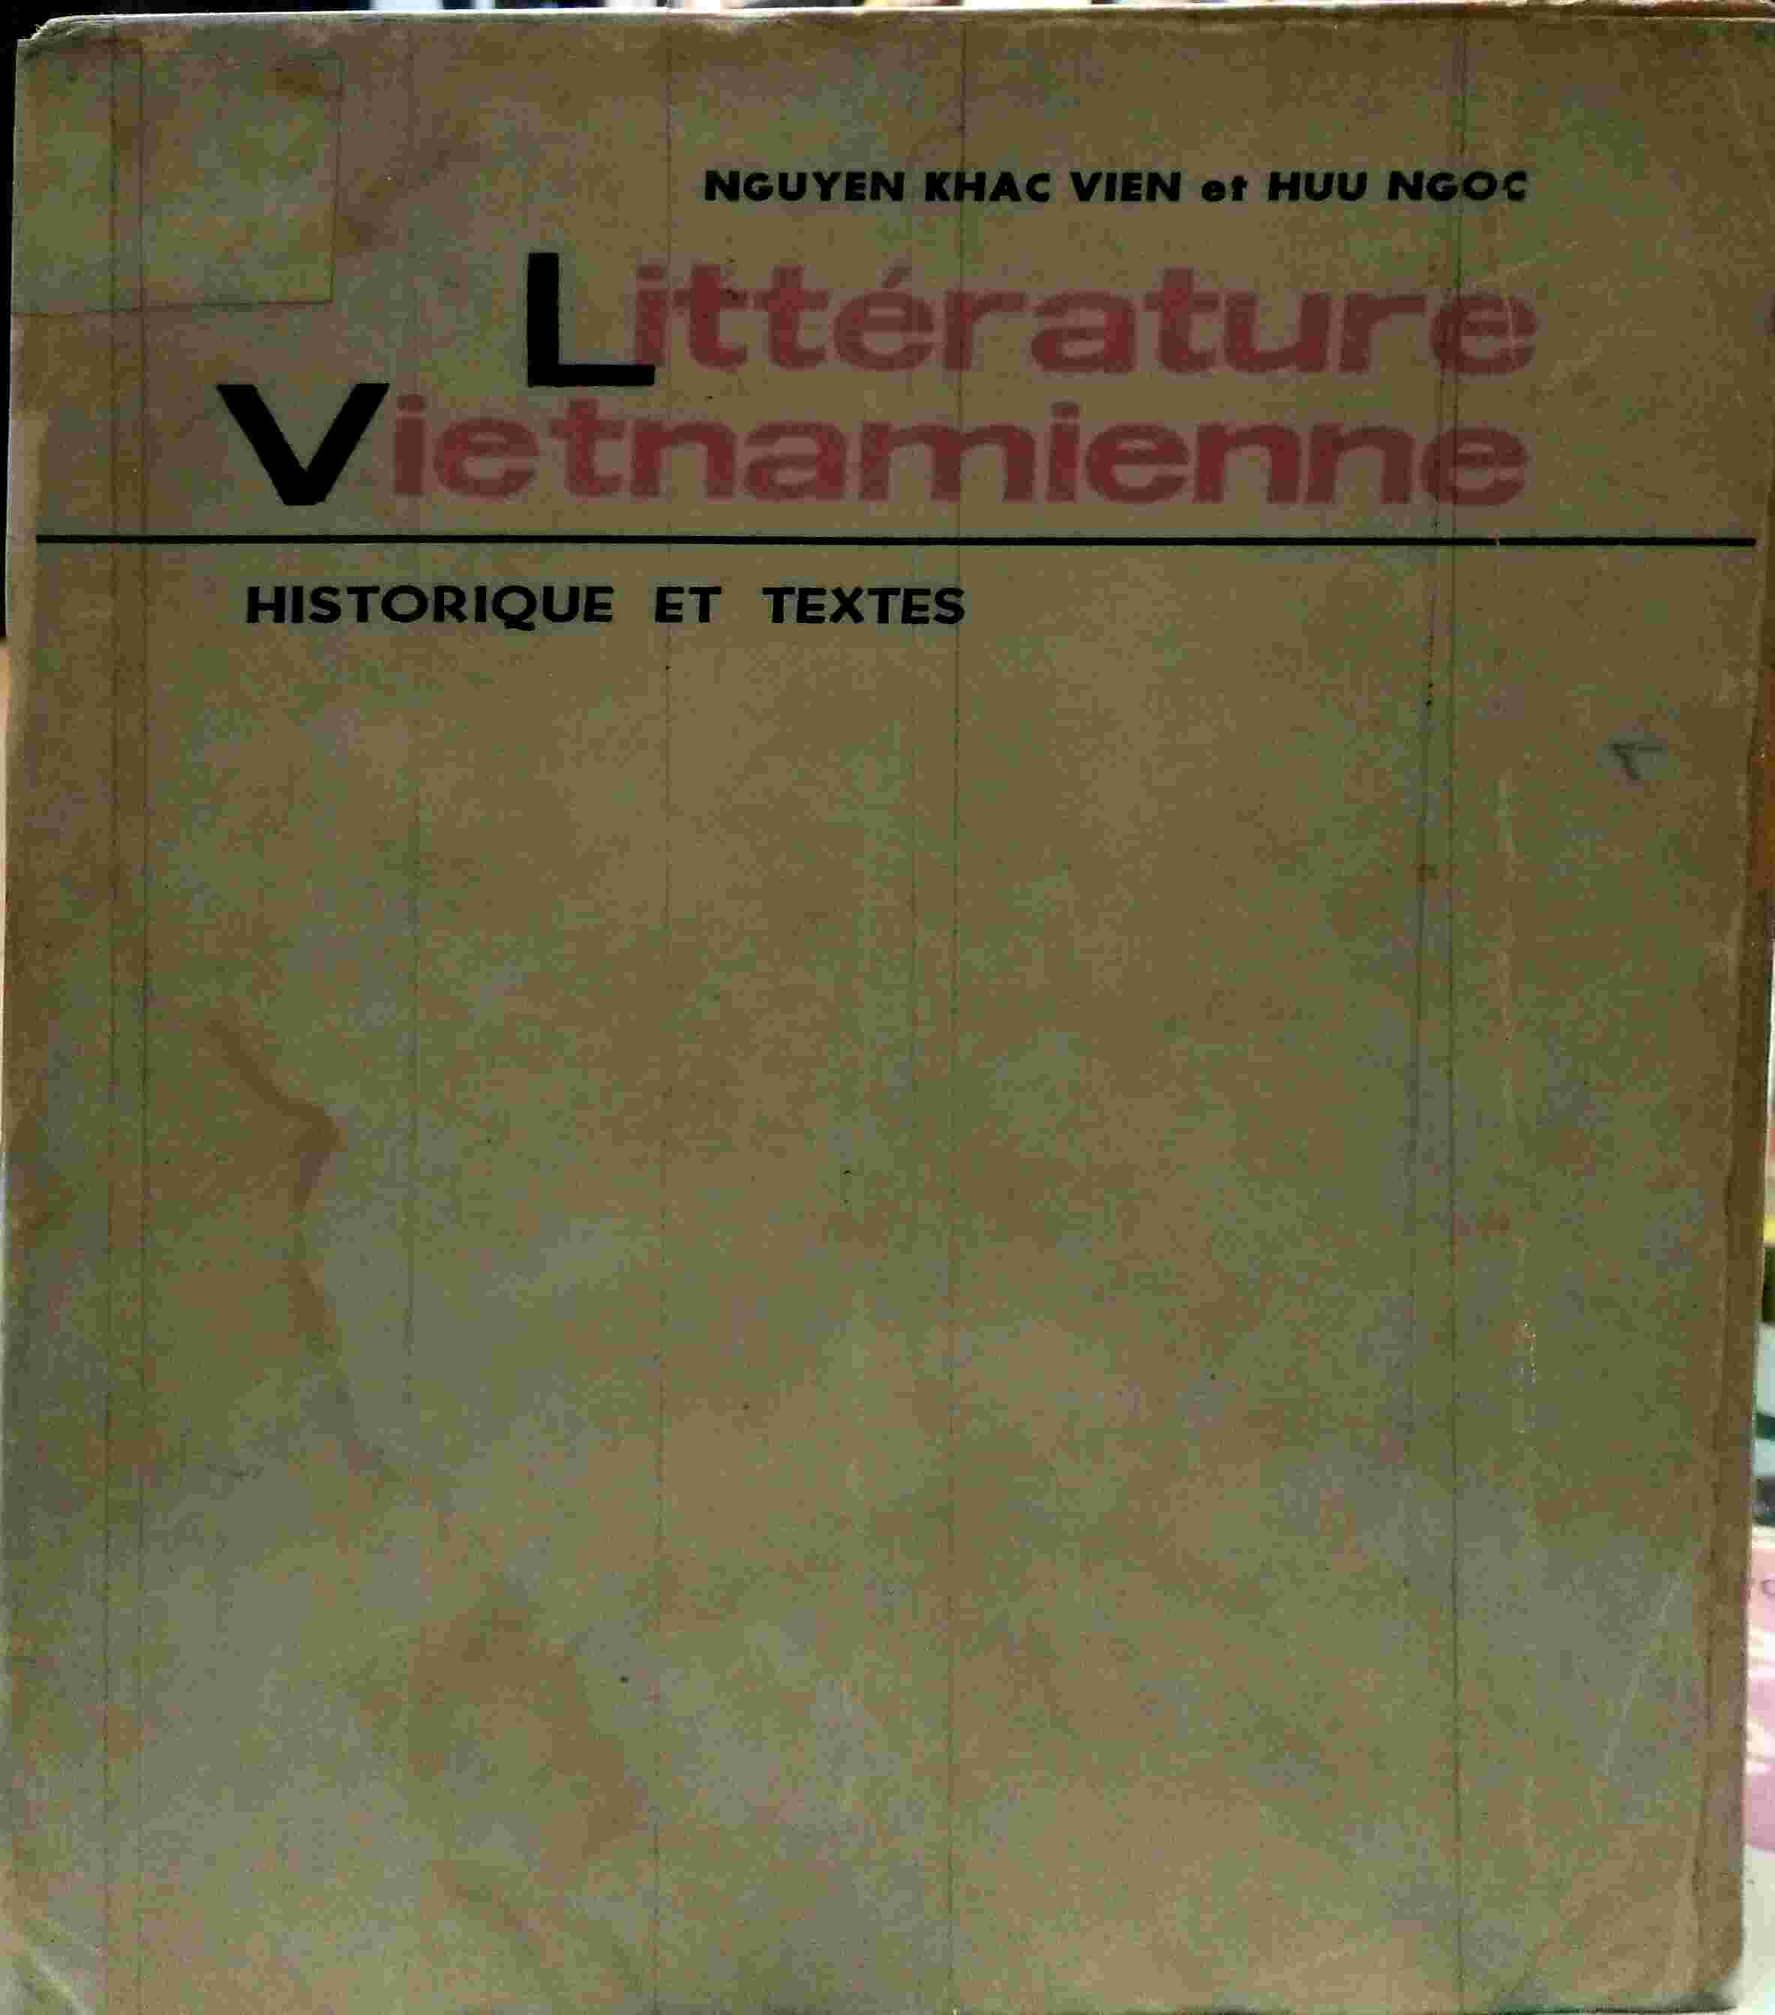 NGUYEN KHAC VIEN et HUU NGOC
Littérature
Vietnamienne
HISTORIQUE ET TEXTES